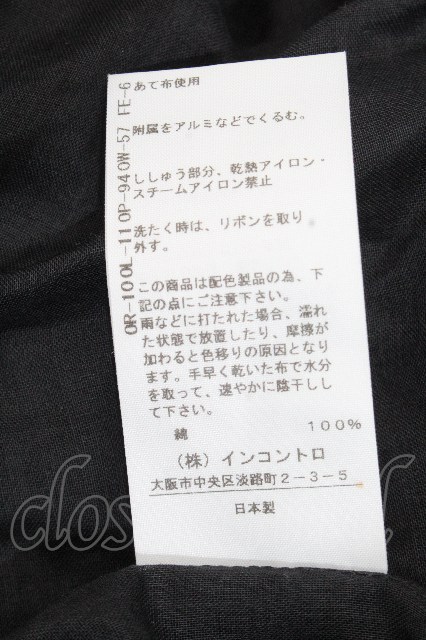 あて布使用
附属をアルミなどでくるむ。
ししゅう部分、乾熱アイロン・
スチームアイロン禁止
洗たく時は、リボンを取り
外す。
この商品は配色製品の為、下
記の点にご注意下さい。
雨などに打たれた場合、濡れ
た状態で放置したり、摩擦が
加わると色移りの原因となり
ます。手早く乾いた布で水分
を取って、速やかに陰干しし
て下さい。
綿 100%
(株)インコントロ
大阪市中央区淡路町2-3-5
日本製
OR-100L-110P-940W-57 FE-6